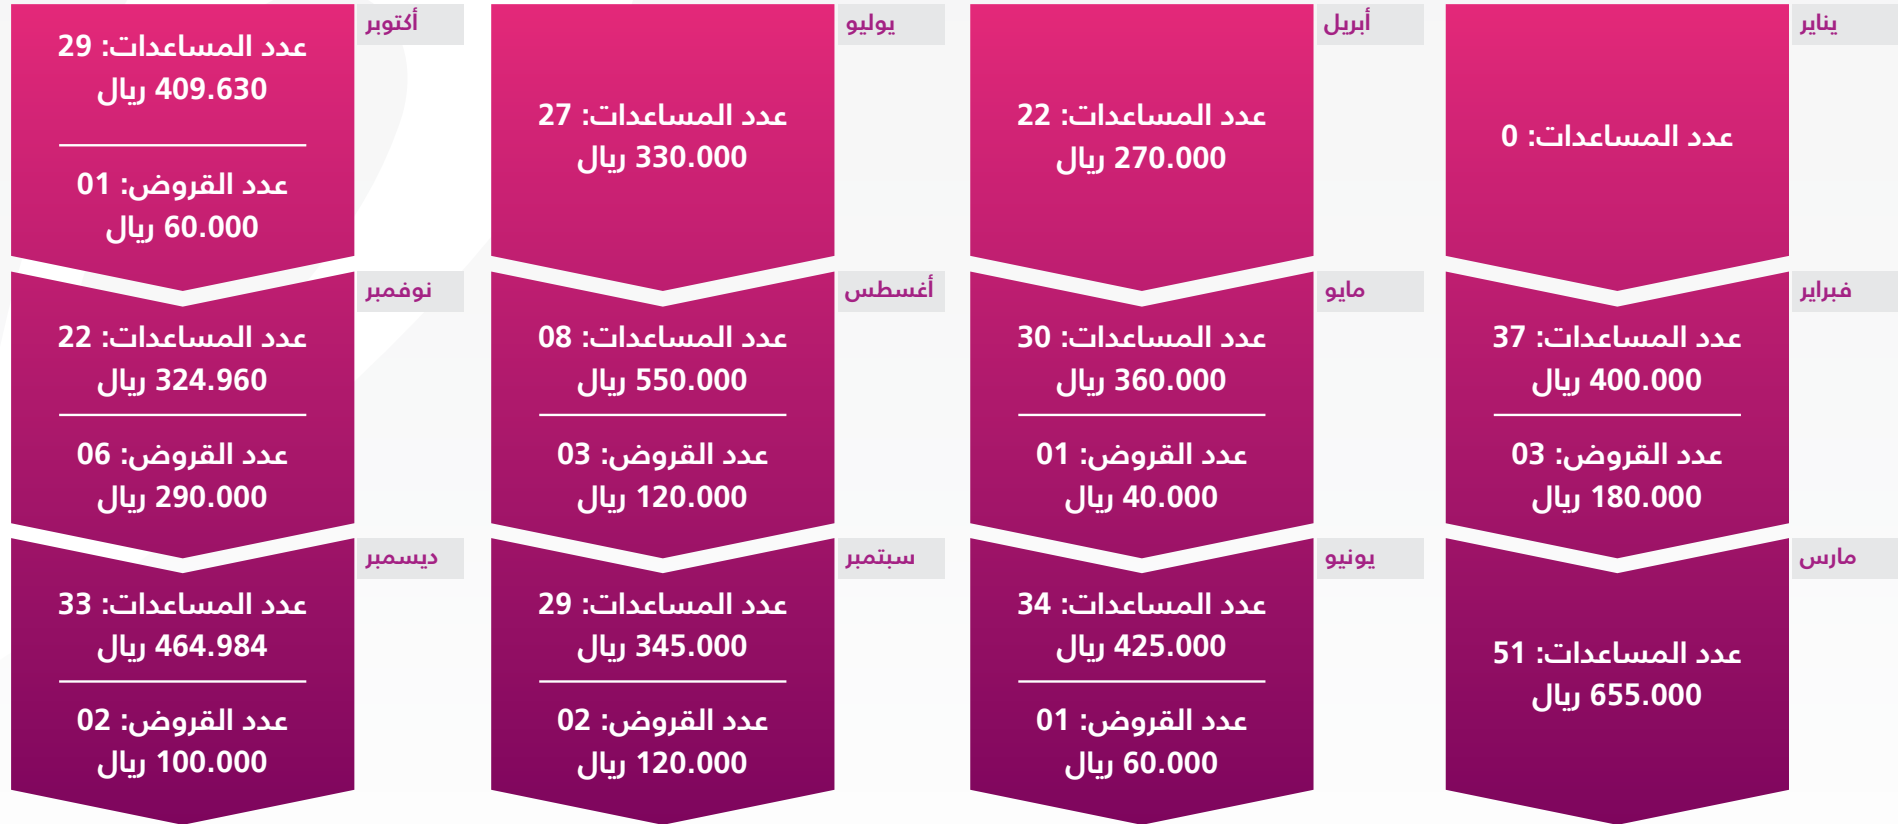 يناير
عدد المساعدات: 0
فبراير
عدد المساعدات: 37
400.000 ريال
عدد القروض: 03
180.000 ريال
مارس
عدد المساعدات: 51
655.000 ريال
أبريل
عدد المساعدات: 22
270.000 ريال
مايو
عدد المساعدات: 30
360.000 ريال
عدد القروض: 01
40.000 ريال
يونيو
عدد المساعدات: 34
425.000 ريال
عدد القروض: 01
60.000 ريال
يوليو
عدد المساعدات: 27
330.000 ريال
أغسطس
عدد المساعدات: 08
550.000 ريال
عدد القروض: 03
120.000 ريال
سبتمبر
عدد المساعدات: 29
345.000 ريال
عدد القروض: 02
120.000 ريال
أكتوبر
عدد المساعدات: 29
409.630 ريال
عدد القروض: 01
60.000 ريال
نوفمبر
عدد المساعدات: 22
324.960 ريال
عدد القروض: 06
290.000 ريال
ديسمبر
عدد المساعدات: 33
464.984 ريال
عدد القروض: 02
100.000 ريال